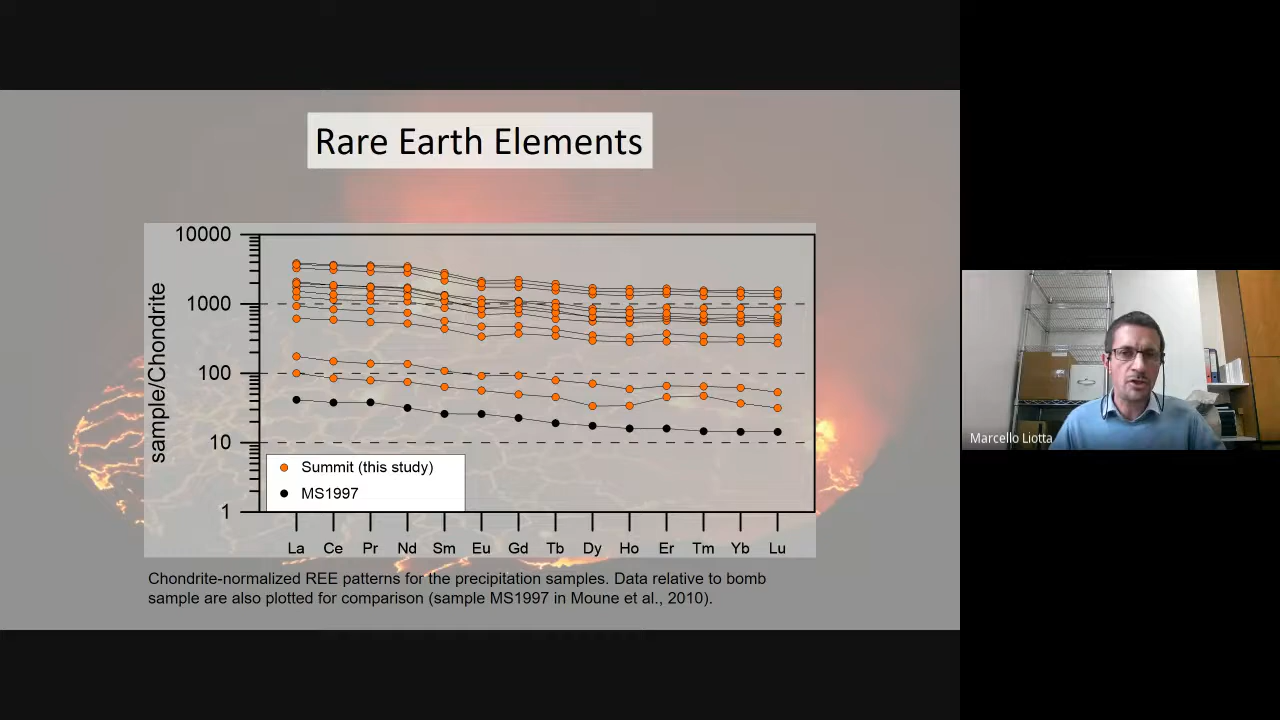 Rare Earth Elements
10000
1000
100
10
1
sample/Chondrite
Summit (this study)
MS1997
La Ce Pr Nd Sm Eu Gd Tb Dy Ho Er Tm Yb Lu
Chondrite-normalized REE patterns for the precipitation samples. Data relative to bomb
sample are also plotted for comparison (sample MS1997 in Moune et al., 2010).
Marcello Liotta